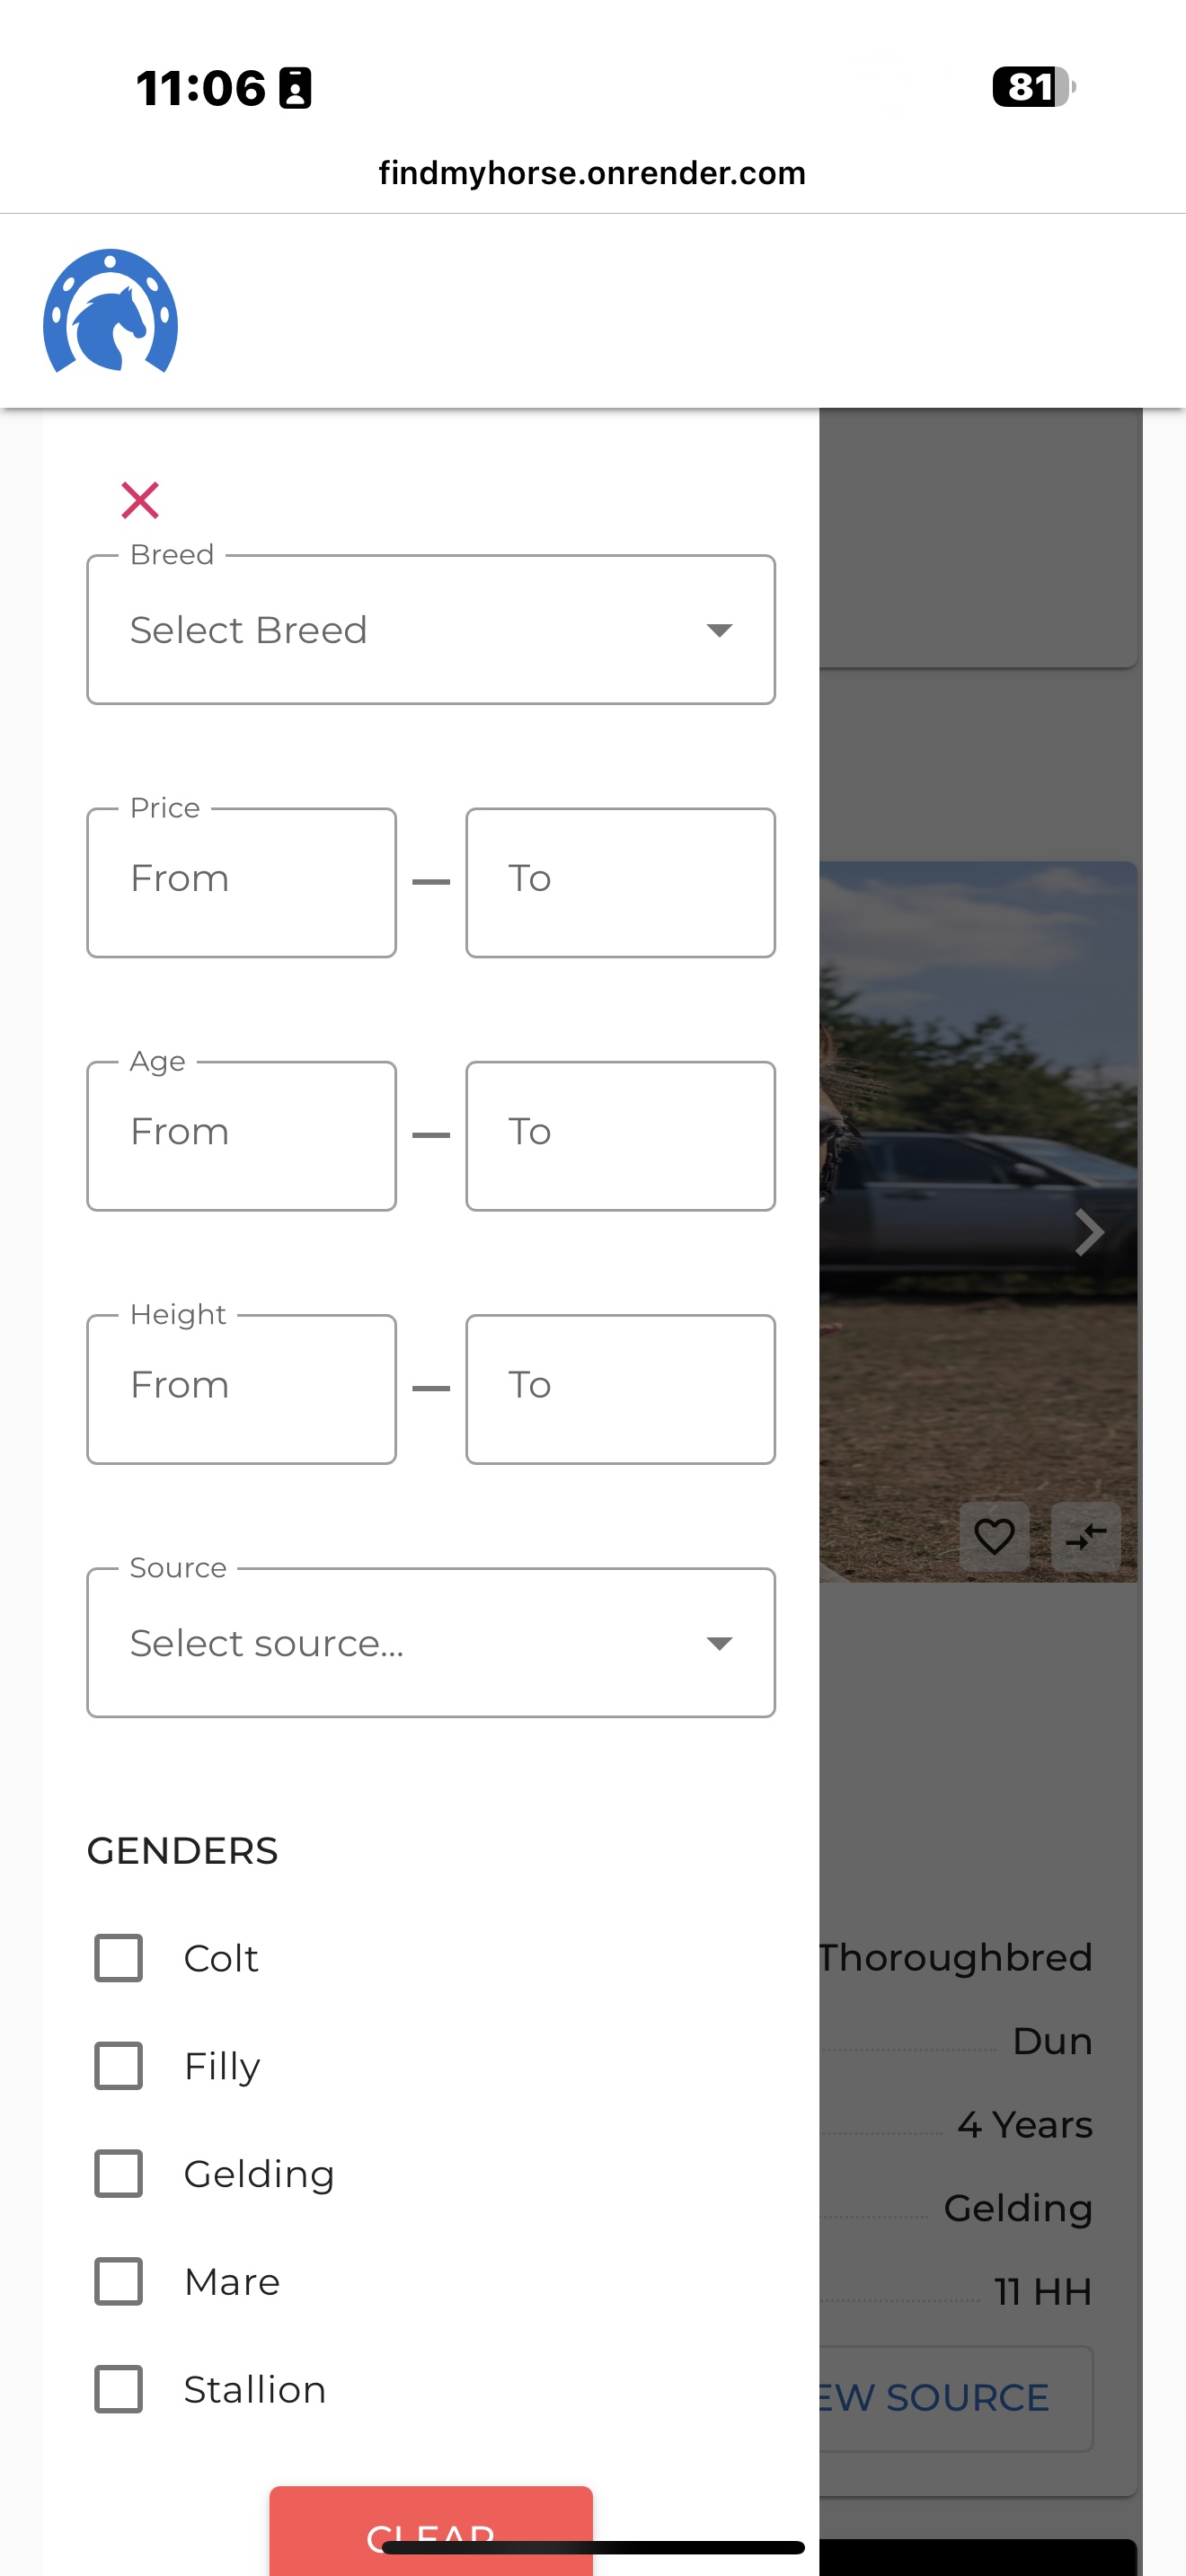 11:06
81
findmyhorse.onrender.com
Breed
Select Breed
Price
From
To
Age
From
To
Height
From
To
Source
Select source...
GENDERS
Colt
Filly
Gelding
Mare
Stallion
CLEAR
Thoroughbred
Dun
4 Years
Gelding
11 HH
EW SOURCE